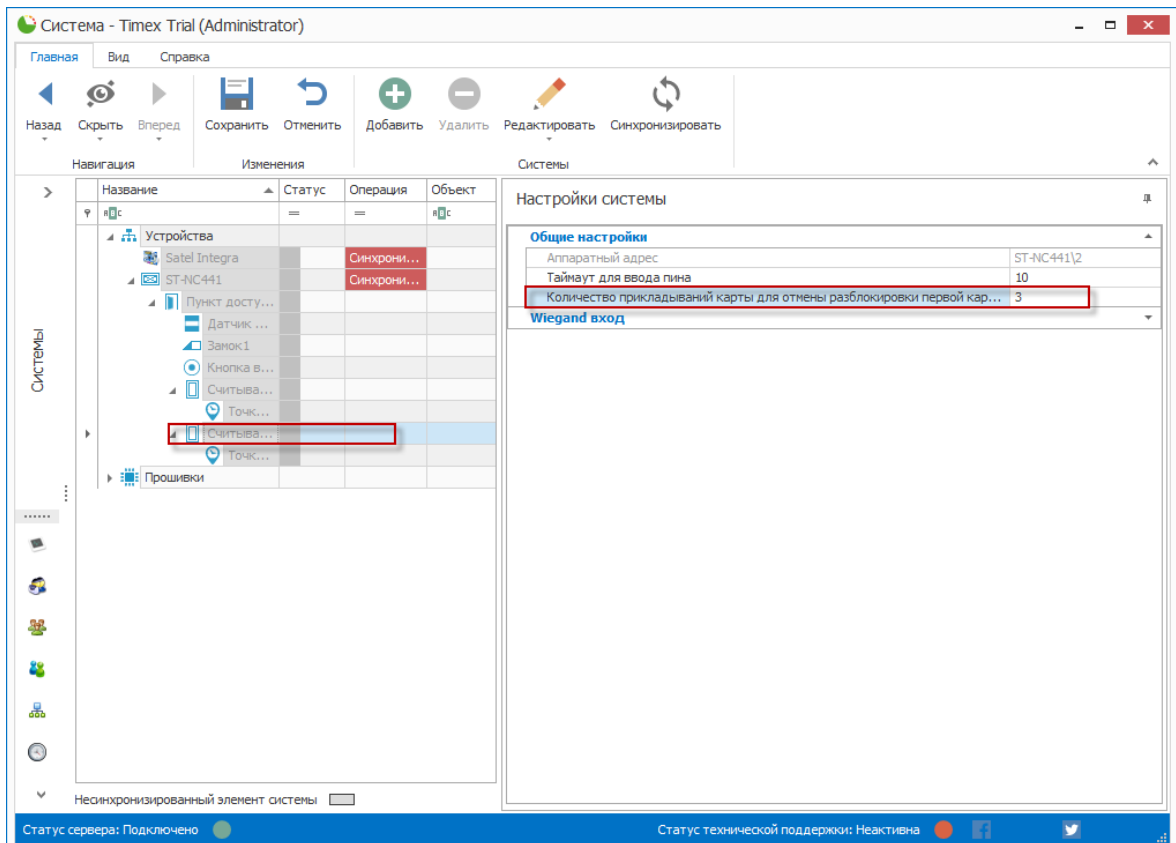 Система - Timex Trial (Administrator)
Главная Вид Справка
Назад Скрыть Вперед Сохранить Отменить Добавить Удалить Редактировать Синхронизировать
Навигация Изменения Системы
Название Статус Операция Объект
= =
Настройки системы
Устройства
Satel Integra Синхрони...
ST-NC441 Синхрони...
Пункт досту...
Датчик ...
Замок1
Кнопка в...
Считыва...
Точк...
Считыва...
Точк...
Прошивки
Общие настройки
Аппаратный адрес ST-NC441\2
Таймаут для ввода пина 10
Количество прикладываний карты для отмены разблокировки первой кар... 3
Wiegand вход
Системы
Несинхронизированный элемент системы
Статус сервера: Подключено Статус технической поддержки: Неактивна